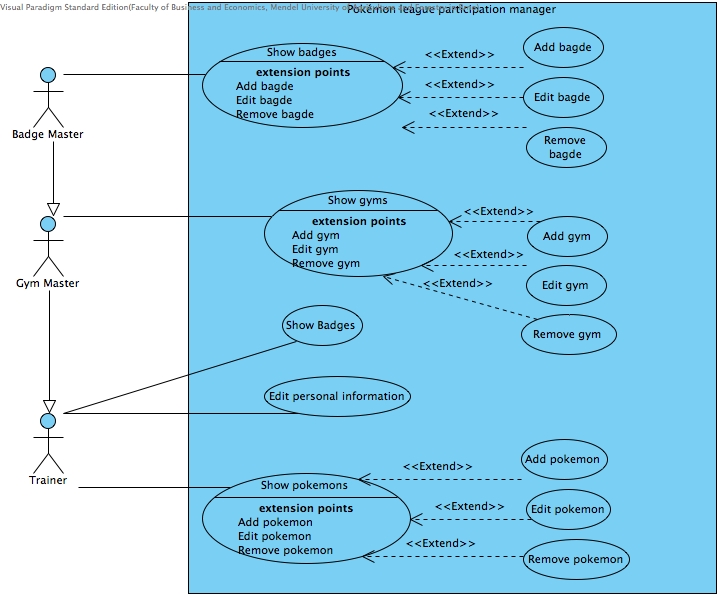 Visual Paradigm Standard Edition(Faculty of Business and Economics, Mendel University of
Pokémon league participation manager
Show badges
extension points
Add bagde
Edit bagde
Remove bagde
<<Extend>>
Add bagde
<<Extend>>
Edit bagde
<<Extend>>
Remove
bagde
Badge Master
Show gyms
extension points
Add gym
Edit gym
Remove gym
<<Extend>>
Add gym
<<Extend>>
Edit gym
<<Extend>>
Remove gym
Gym Master
Show Badges
Edit personal information
Trainer
Show pokemons
extension points
Add pokemon
Edit pokemon
Remove pokemon
<<Extend>>
Add pokemon
<<Extend>>
Edit pokemon
<<Extend>>
Remove pokemon